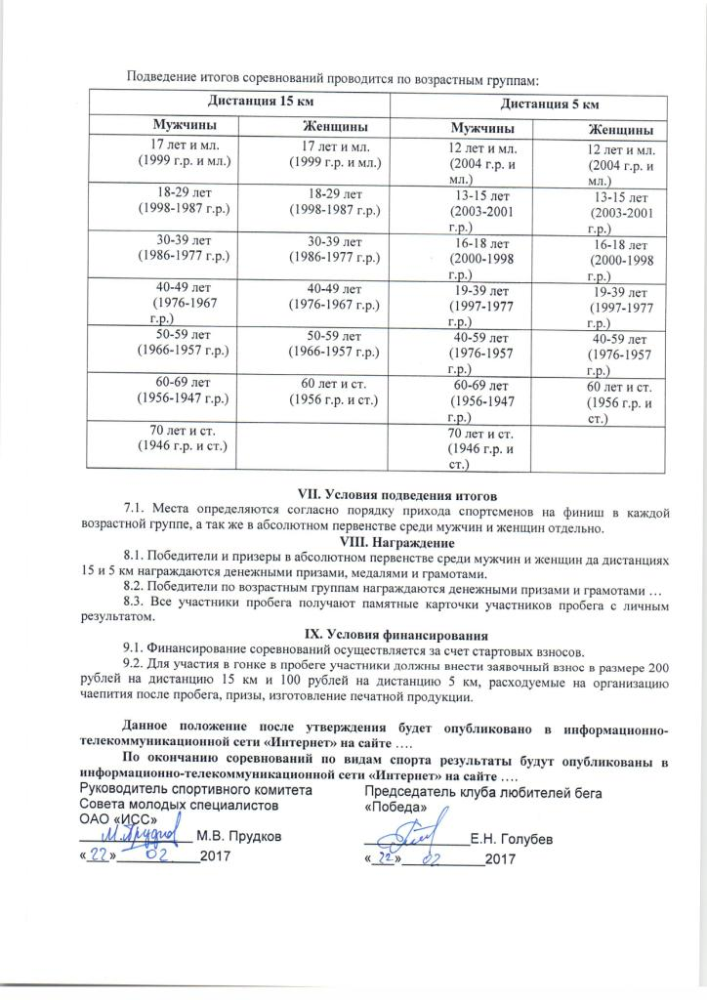 Подведение итогов соревнований проводится по возрастным группам:
Дистанция 15 км Дистанция 5 км
Мужчины Женщины Мужчины Женщины
17 лет и мл. 17 лет и мл. 12 лет и мл. 12 лет и мл.
(1999 г.р. и мл.) (1999 г.р. и мл.) (2004 г.р. и (2004 г.р. и
мл.) мл.)
18-29 лет 18-29 лет 13-15 лет 13-15 лет
(1998-1987 г.р.) (1998-1987 г.р.) (2003-2001 (2003-2001
г.р.) г.р.)
30-39 лет 30-39 лет 16-18 лет 16-18 лет
(1986-1977 г.р.) (1986-1977 г.р.) (2000-1998 (2000-1998
г.р.) г.р.)
40-49 лет 40-49 лет 19-39 лет 19-39 лет
(1976-1967 (1976-1967 г.р.) (1997-1977 (1997-1977
г.р.) г.р.) г.р.)
50-59 лет 50-59 лет 40-59 лет 40-59 лет
(1966-1957 г.р.) (1966-1957 г.р.) (1976-1957 (1976-1957
г.р.) г.р.)
60-69 лет 60 лет и ст. 60-69 лет 60 лет и ст.
(1956-1947 г.р.) (1956 г.р. и ст.) (1956-1947 (1956 г.р. и
г.р.) ст.)
70 лет и ст. 70 лет и ст.
(1946 г.р. и ст.) (1946 г.р. и
ст.)
VII. Условия подведения итогов
7.1. Места определяются согласно порядку прихода спортсменов на финиш в каждой
возрастной группе, а так же в абсолютном первенстве среди мужчин и женщин отдельно.
VIII. Награждение
8.1. Победители и призеры в абсолютном первенстве среди мужчин и женщин да дистанциях
15 и 5 км награждаются денежными призами, медалями и грамотами.
8.2. Победители по возрастным группам награждаются денежными призами и грамотами …
8.3. Все участники пробега получают памятные карточки участников пробега с личным
результатом.
IX. Условия финансирования
9.1. Финансирование соревнований осуществляется за счет стартовых взносов.
9.2. Для участия в гонке в пробеге участники должны внести заявочный взнос в размере 200
рублей на дистанцию 15 км и 100 рублей на дистанцию 5 км, расходуемые на организацию
чаепития после пробега, призы, изготовление печатной продукции.
Данное положение после утверждения будет опубликовано в информационно-
телекоммуникационной сети «Интернет» на сайте ….
По окончанию соревнований по видам спорта результаты будут опубликованы в
информационно-телекоммуникационной сети «Интернет» на сайте ….
Руководитель спортивного комитета Председатель клуба любителей бега
Совета молодых специалистов «Победа»
ОАО «ИСС»
М.Прудков М.В. Прудков Е.Н. Голубев
«22» 02 2017 «22» 02 2017